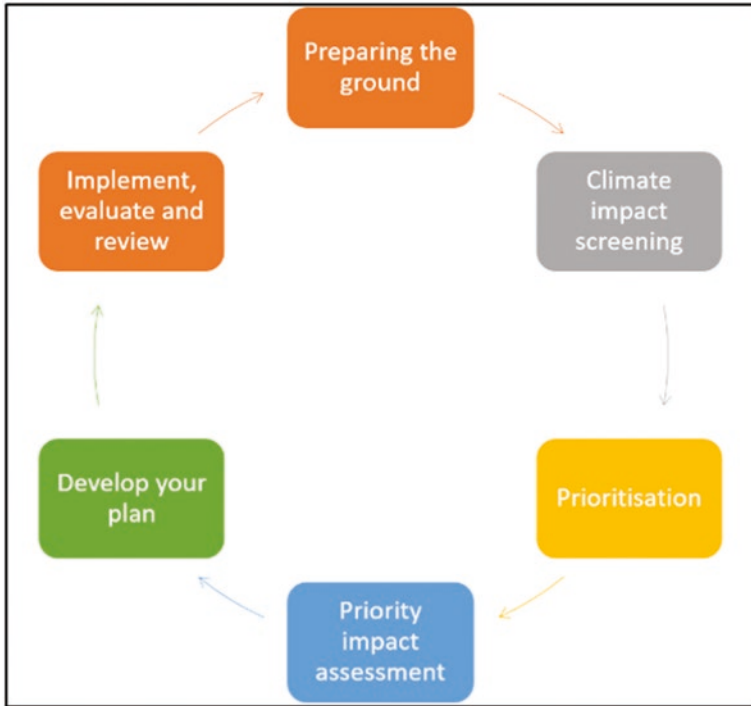 Preparing the
ground
Climate
impact
screening
Prioritisation
Priority
impact
assessment
Develop your
plan
Implement,
evaluate and
review